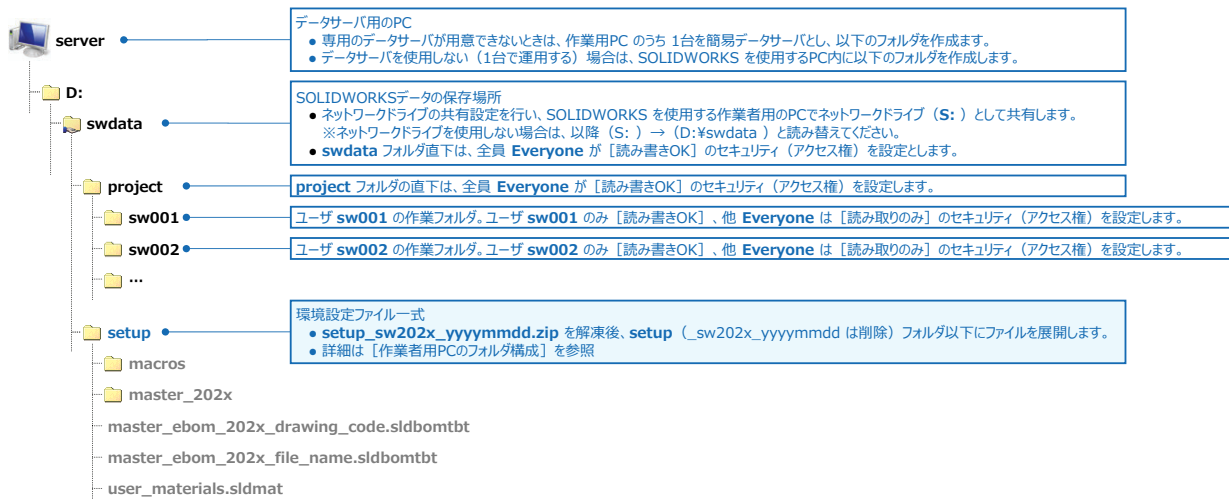 データサーバ用のPC
server
● 専用のデータサーバが用意できないときは、作業用PC のうち 1台を簡易データサーバとし、以下のフォルダを作成ます。
● データサーバを使用しない（1台で運用する）場合は、SOLIDWORKS を使用するPC内に以下のフォルダを作成します。
D:
SOLIDWORKSデータの保存場所
● ネットワークドライブの共有設定を行い、SOLIDWORKS を使用する作業者用のPCでネットワークドライブ（S: ）として共有します。
swdata
※ネットワークドライブを使用しない場合は、以降（S: ）→（D:¥swdata ）と読み替えてください。
● swdata フォルダ直下は、全員 Everyone が［読み書きOK］のセキュリティ（アクセス権）を設定とします。
project
project フォルダの直下は、全員 Everyone が［読み書きOK］のセキュリティ（アクセス権）を設定します。
sw001
ユーザ sw001 の作業フォルダ。ユーザ sw001 のみ［読み書きOK］、他 Everyone は［読み取りのみ］のセキュリティ（アクセス権）を設定します。
sw002
ユーザ sw002 の作業フォルダ。ユーザ sw002 のみ［読み書きOK］、他 Everyone は［読み取りのみ］のセキュリティ（アクセス権）を設定します。
...
環境設定ファイル一式
setup
● setup_sw202x_yyyymmdd.zip を解凍後、setup（_sw202x_yyyymmdd は削除）フォルダ以下にファイルを展開します。
● 詳細は［作業者用PCのフォルダ構成］を参照
macros
master_202x
master_ebom_202x_drawing_code.sldbomtbt
master_ebom_202x_file_name.sldbomtbt
user_materials.sldmat